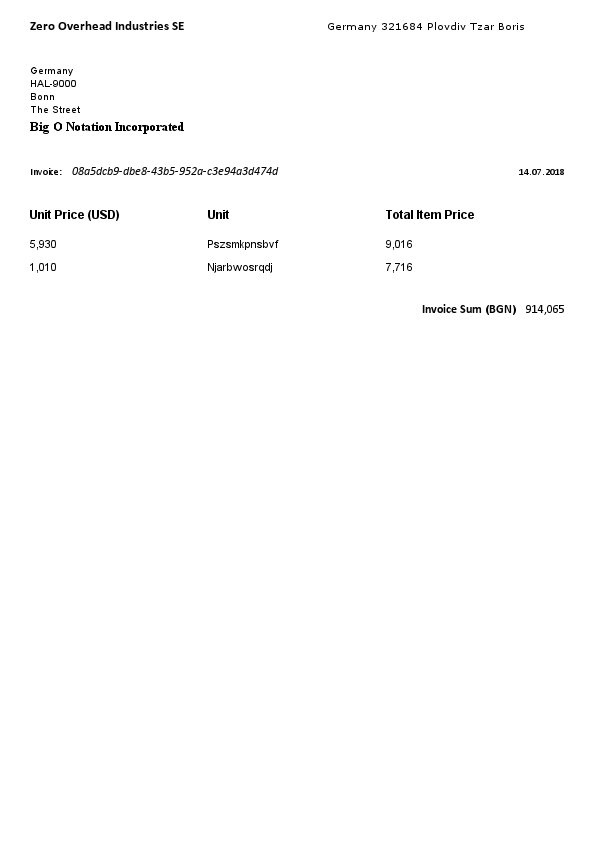 Zero Overhead Industries SE Germany 321684 Plovdiv Tzar Boris
Germany
HAL-9000
Bonn
The Street
Big O Notation Incorporated
Invoice: 08a5dcb9-dbe8-43b5-952a-c3e94a3d474d 14.07.2018
Unit Price (USD) Unit Total Item Price
5,930 Pszsmkpnsbvf 9,016
1,010 Njarbwosrqdj 7,716
Invoice Sum (BGN) 914,065